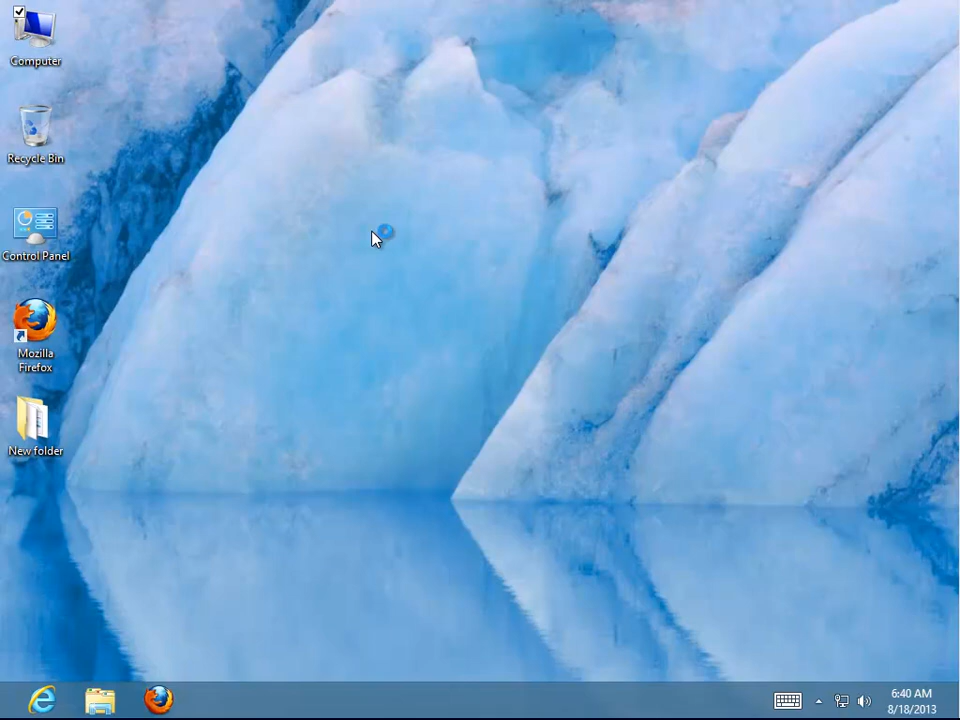 Computer
Recycle Bin
Control Panel
Mozilla
Firefox
New folder
6:40 AM
8/18/2013